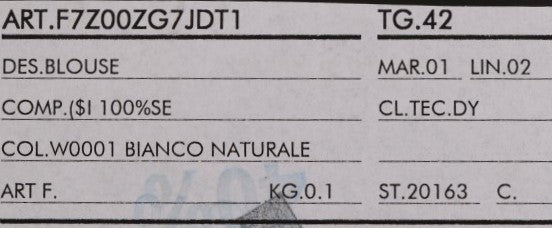 ART.F7Z00ZG7JDT1 TG.42
DES.BLOUSE MAR.01 LIN.02
COMP.($I 100%SE CL.TEC.DY
COL.W0001 BIANCO NATURALE
ART F. KG.0.1 ST.20163 C.